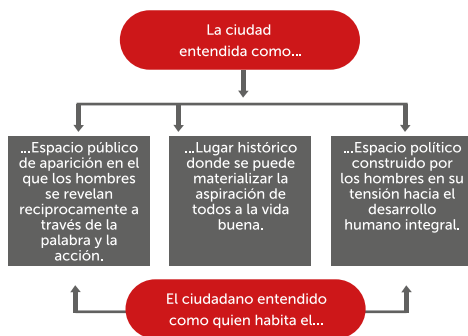 La ciudad
entendida como...
...Espacio público
de aparición en el
que los hombres
se revelan
reciprocamente a
través de la
palabra y la
acción.
...Lugar histórico
donde se puede
materializar la
aspiración de
todos a la vida
buena.
...Espacio político
construido por
los hombres en su
tensión hacia el
desarrollo
humano integral.
El ciudadano entendido
como quien habita el...